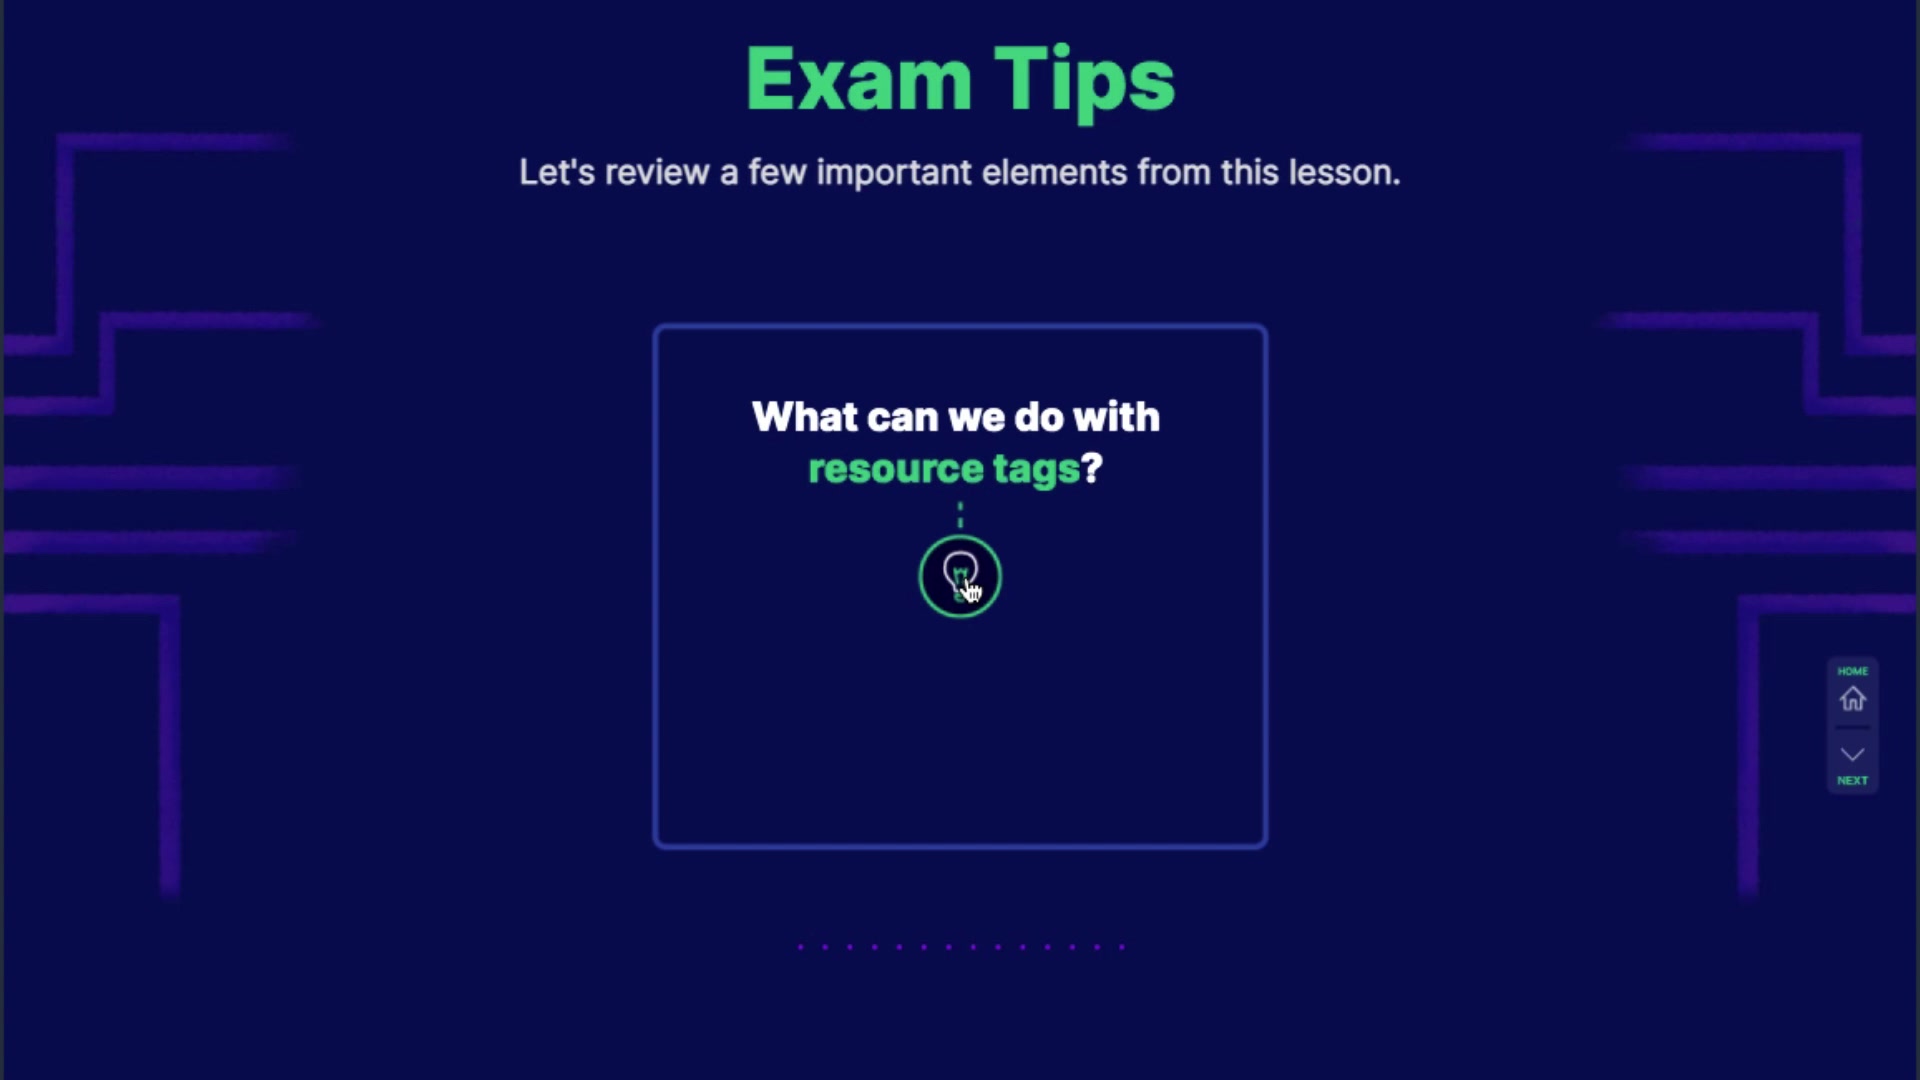 Exam Tips
Let's review a few important elements from this lesson.
What can we do with
resource tags?
HOME
NEXT